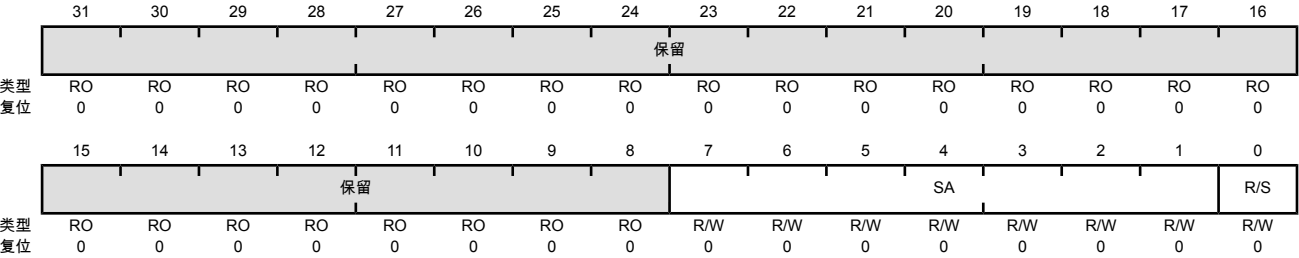 31 30 29 28 27 26 25 24 23 22 21 20 19 18 17 16
保留
类型 RO RO RO RO RO RO RO RO RO RO RO RO RO RO RO RO
复位 0 0 0 0 0 0 0 0 0 0 0 0 0 0 0 0
15 14 13 12 11 10 9 8 7 6 5 4 3 2 1 0
保留 SA R/S
类型 RO RO RO RO RO RO RO RO R/W R/W R/W R/W R/W R/W R/W R/W
复位 0 0 0 0 0 0 0 0 0 0 0 0 0 0 0 0